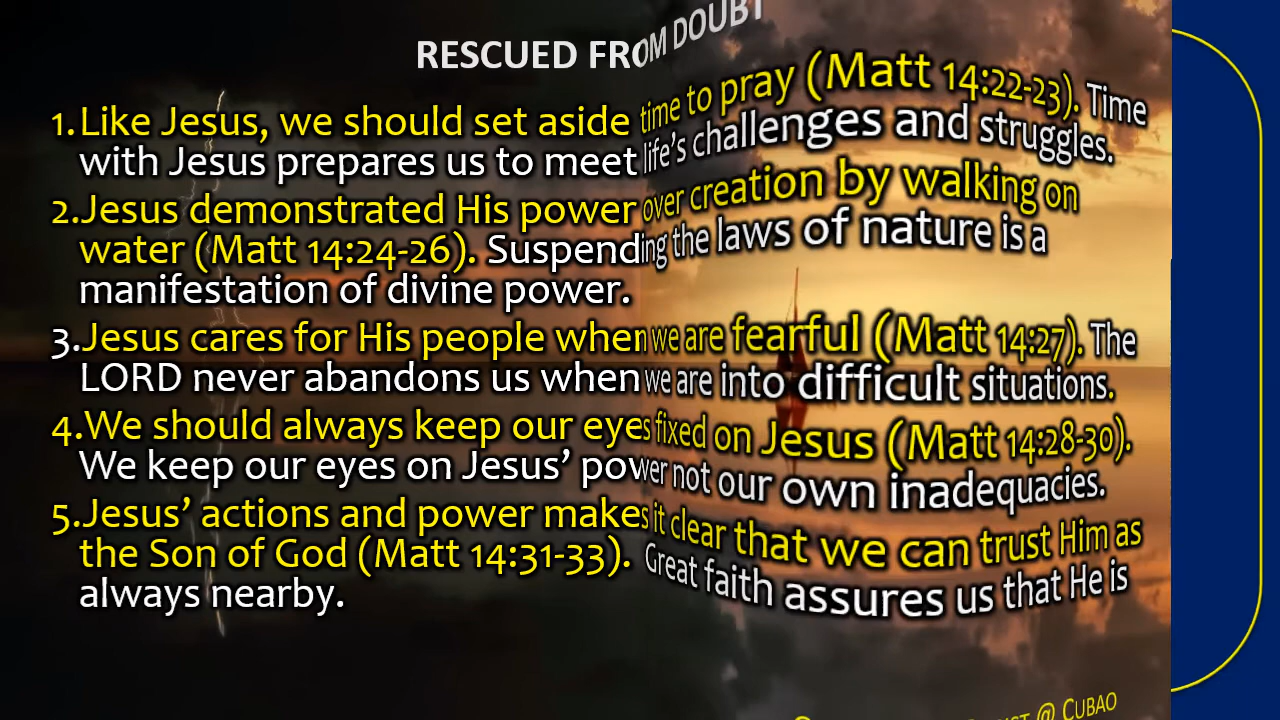 RESCUED FROM DOUBT
1. Like Jesus, we should set aside time to pray (Matt 14:22-23). Time
with Jesus prepares us to meet life's challenges and struggles.
2. Jesus demonstrated His power over creation by walking on
water (Matt 14:24-26). Suspending the laws of nature is a
manifestation of divine power.
3. Jesus cares for His people when we are fearful (Matt 14:27). The
LORD never abandons us when we are into difficult situations.
4. We should always keep our eyes fixed on Jesus (Matt 14:28-30).
We keep our eyes on Jesus' power not our own inadequacies.
5. Jesus' actions and power makes it clear that we can trust Him as
the Son of God (Matt 14:31-33). Great faith assures us that He is
always nearby.
@ CUBAO